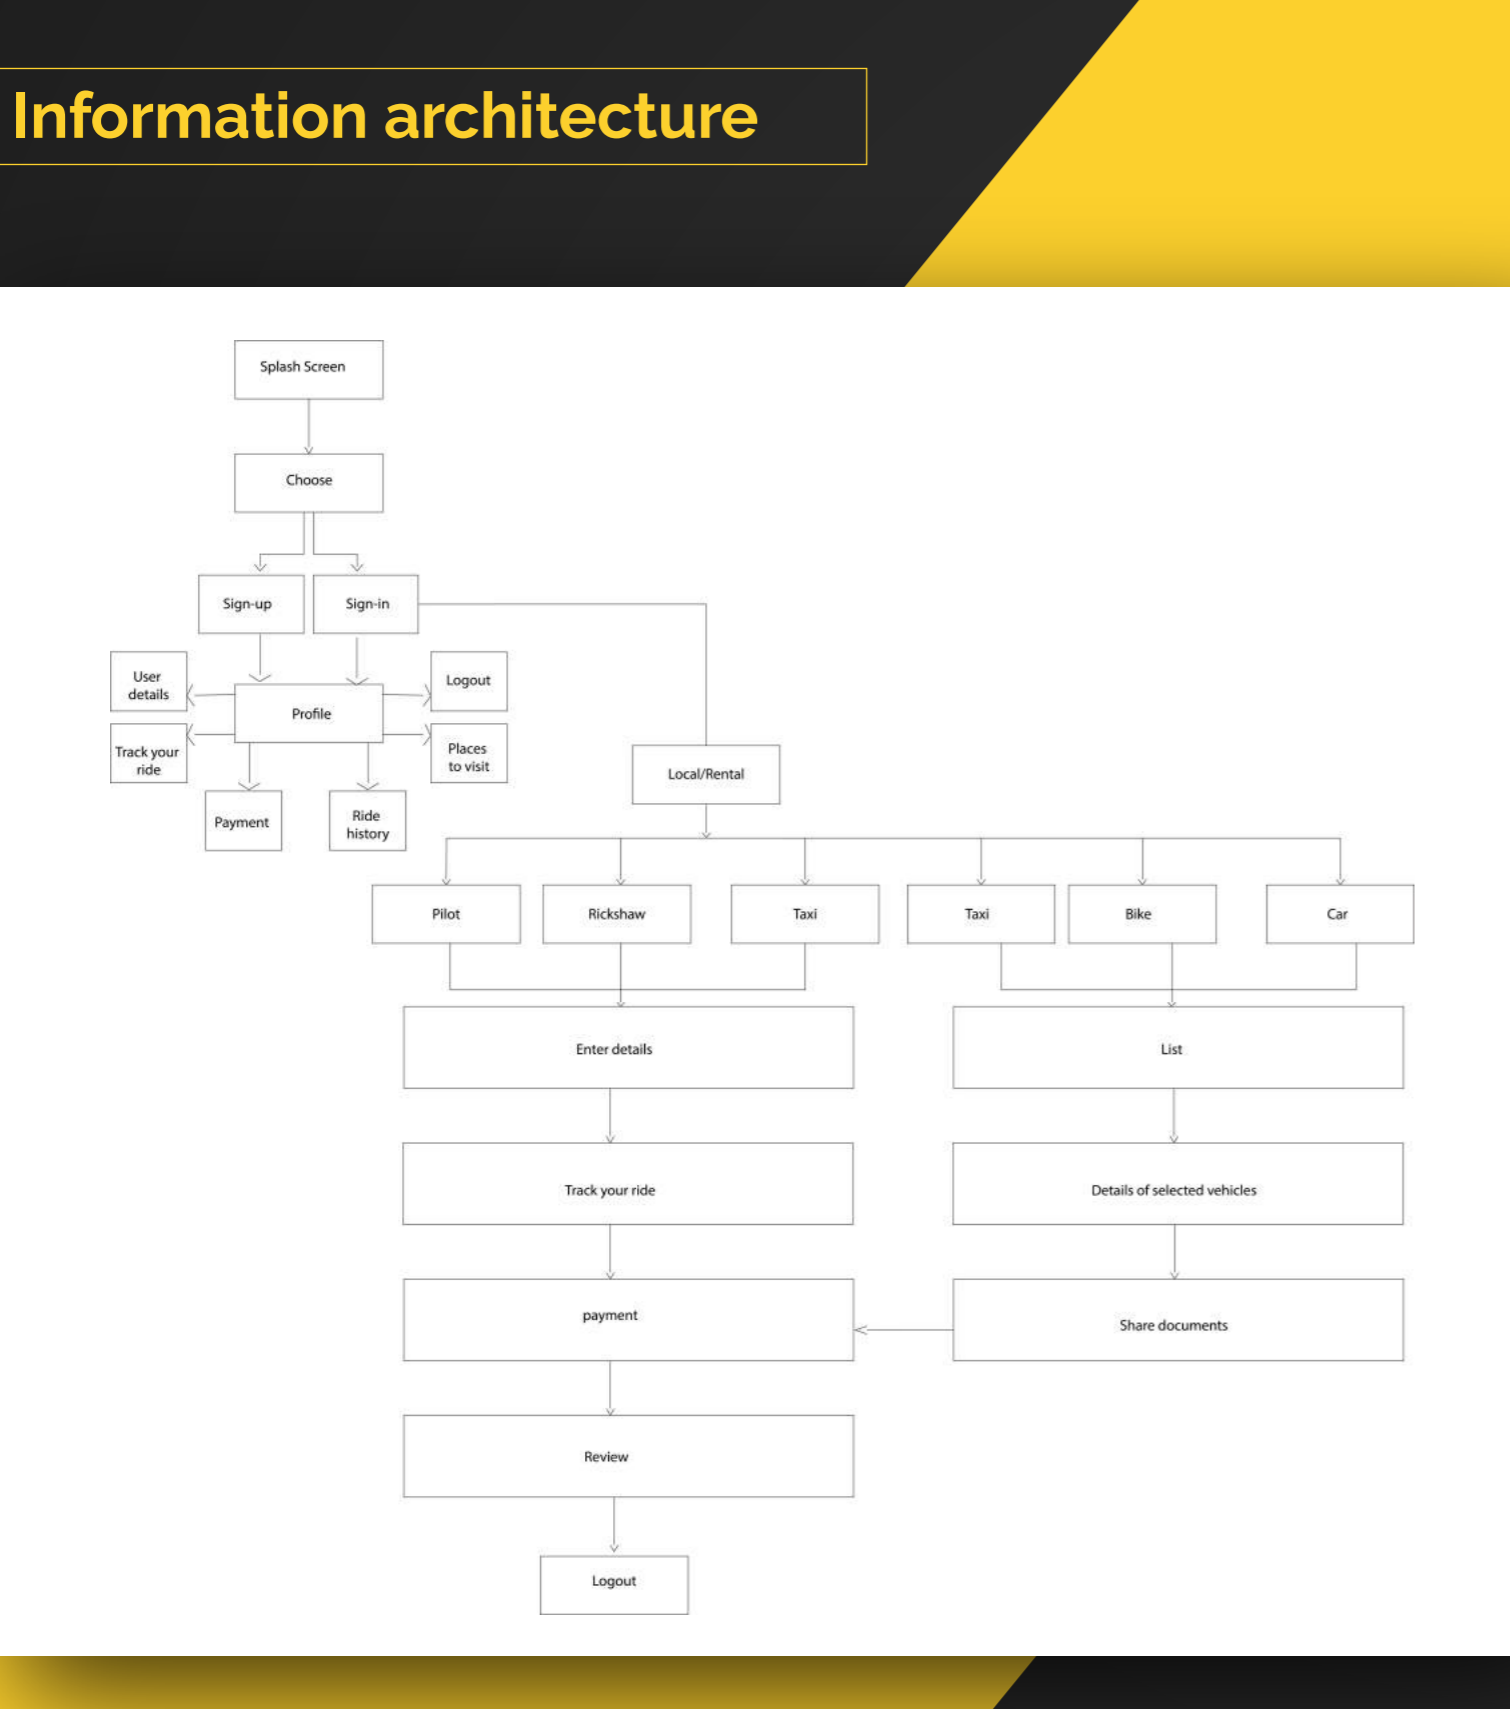 Information architecture
Splash Screen
Choose
Sign-up
Sign-in
User
details
Logout
Profile
Track your
ride
Places
to visit
Payment
Ride
history
Local/Rental
Pilot
Rickshaw
Taxi
Taxi
Bike
Car
Enter details
List
Track your ride
Details of selected vehicles
payment
Share documents
Review
Logout